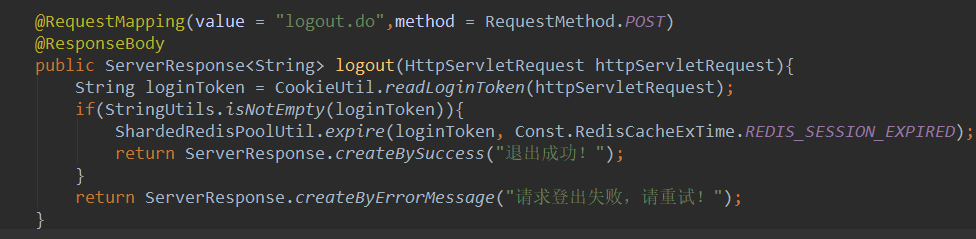 @RequestMapping(value = "logout.do",method = RequestMethod.POST)
@ResponseBody
public ServerResponse<String> logout(HttpServletRequest httpServletRequest){
    String loginToken = CookieUtil.readLoginToken(httpServletRequest);
    if(StringUtils.isNotEmpty(loginToken)){
        ShardedRedisPoolUtil.expire(loginToken, Const.RedisCacheExTime.REDIS_SESSION_EXPIRED);
        return ServerResponse.createBySuccess("退出成功！");
    }
    return ServerResponse.createByErrorMessage("请求登出失败，请重试！");
}